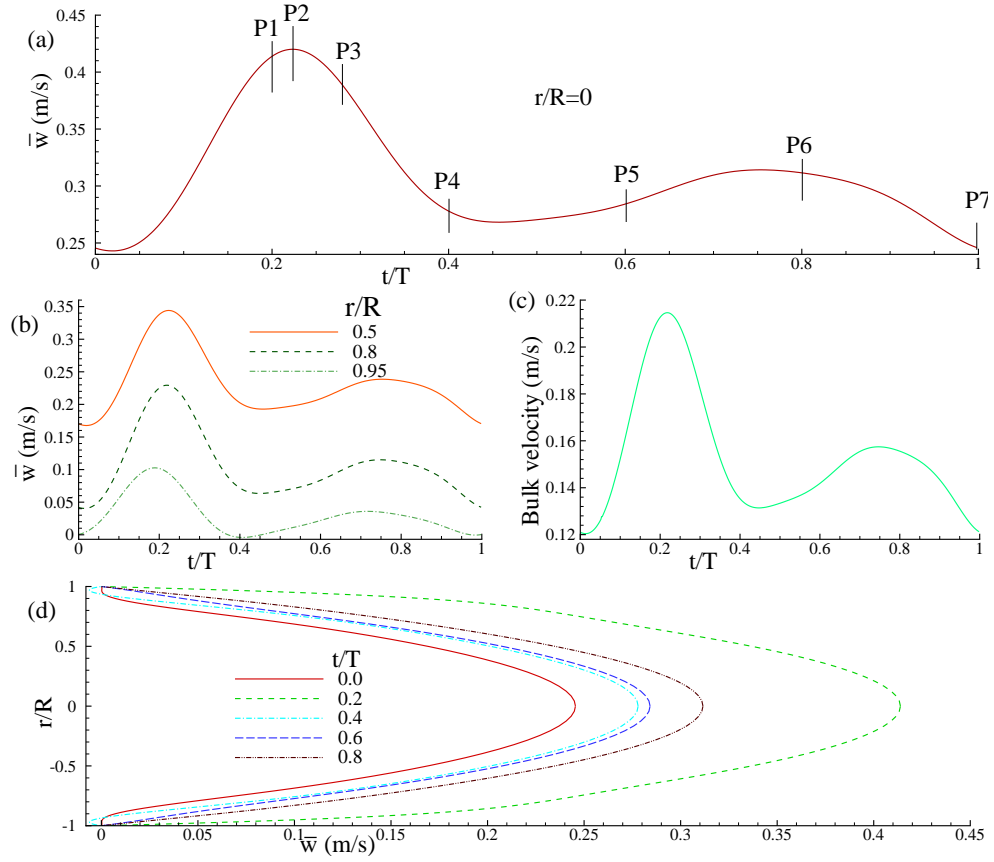 (a)
P1
P2
P3
P4
P5
P6
P7
r/R=0
w̅ (m/s)
0.45
0.4
0.35
0.3
0.25
0
0.2
0.4
0.6
0.8
1
t/T
(b)
r/R
0.5
0.8
0.95
w̅ (m/s)
0.35
0.3
0.25
0.2
0.15
0.1
0.05
0
0
0.2
0.4
0.6
0.8
1
t/T
(c)
Bulk velocity (m/s)
0.22
0.2
0.18
0.16
0.14
0.12
0
0.2
0.4
0.6
0.8
1
t/T
(d)
t/T
0.0
0.2
0.4
0.6
0.8
r/R
1
0.5
0
-0.5
-1
0
0.05
0.1
0.15
0.2
0.25
0.3
0.35
0.4
0.45
w̅ (m/s)